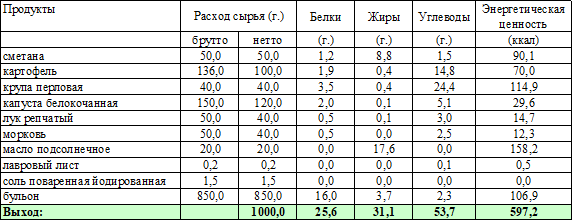 Продукты Расход сырья (г.) Белки Жиры Углеводы Энергетическая ценность
брутто нетто (г.) (г.) (г.) (ккал)
сметана 50,0 50,0 1,2 8,8 1,5 90,1
картофель 136,0 100,0 1,9 0,4 14,8 70,0
крупа перловая 40,0 40,0 3,5 0,4 24,4 114,9
капуста белокочанная 150,0 120,0 2,0 0,1 5,1 29,6
лук репчатый 50,0 40,0 0,5 0,1 3,0 14,7
морковь 50,0 40,0 0,5 0,0 2,5 12,3
масло подсолнечное 20,0 20,0 0,0 17,6 0,0 158,2
лавровый лист 0,2 0,2 0,0 0,0 0,1 0,5
соль поваренная йодированная 1,5 1,5 0,0 0,0 0,0 0,0
бульон 850,0 850,0 16,0 3,7 2,3 106,9
Выход: 1000,0 25,6 31,1 53,7 597,2